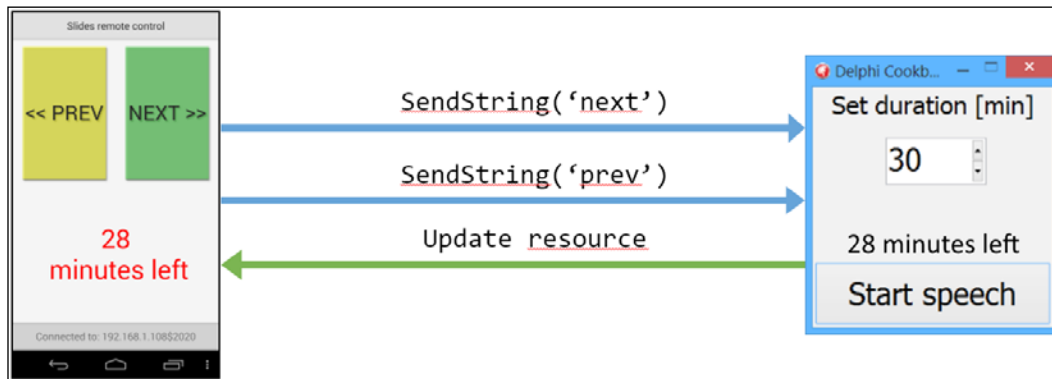 Slides remote control
<< PREV
NEXT >>
28
minutes left
Connected to: 192.168.1.108$2020
SendString(‘next’)
SendString(‘prev’)
Update resource
Delphi Cookb...
Set duration [min]
30
28 minutes left
Start speech